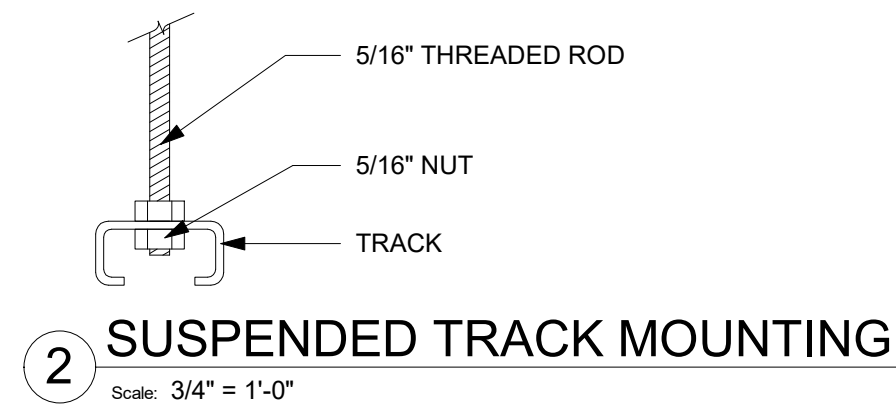 5/16" THREADED ROD
5/16" NUT
TRACK
2 SUSPENDED TRACK MOUNTING
Scale: 3/4" = 1'-0"